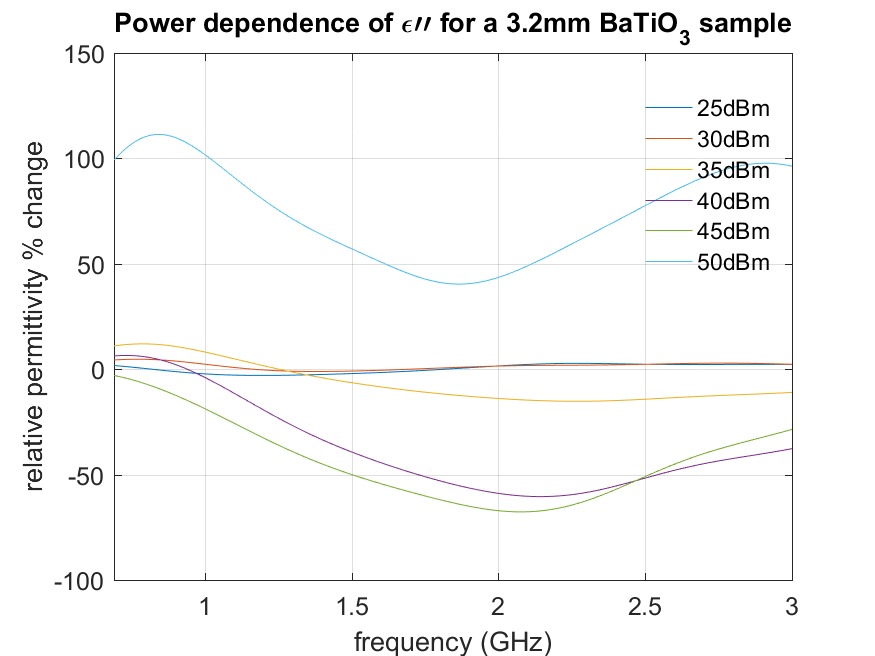 Power dependence of ϵ′′ for a 3.2mm BaTiO₃ sample
150
100
50
0
-50
-100
relative permittivity % change
25dBm
30dBm
35dBm
40dBm
45dBm
50dBm
1
1.5
2
2.5
3
frequency (GHz)